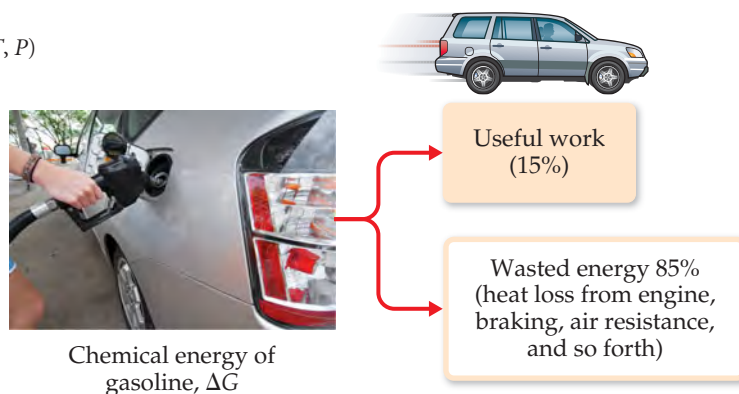 T, P)
Useful work
(15%)
Wasted energy 85%
(heat loss from engine,
braking, air resistance,
and so forth)
Chemical energy of
gasoline, ΔG